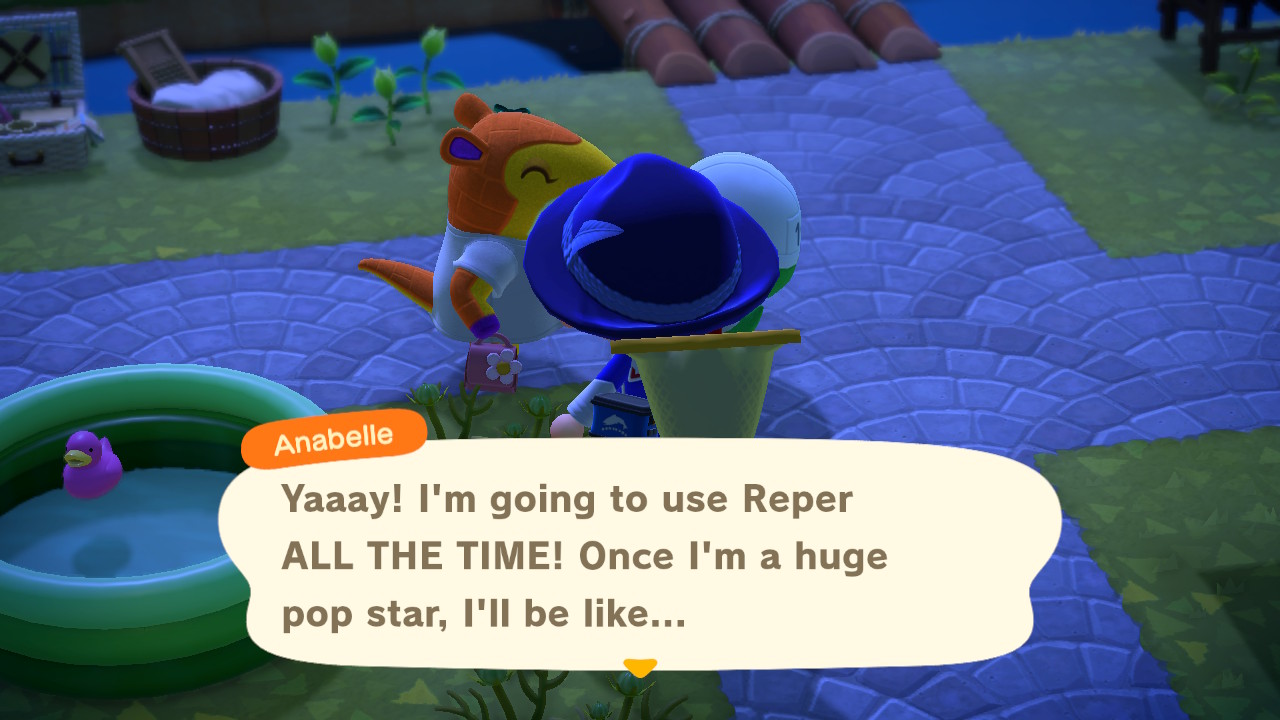 Anabelle
Yaaay! I'm going to use Reper
ALL THE TIME! Once I'm a huge
pop star, I'll be like...